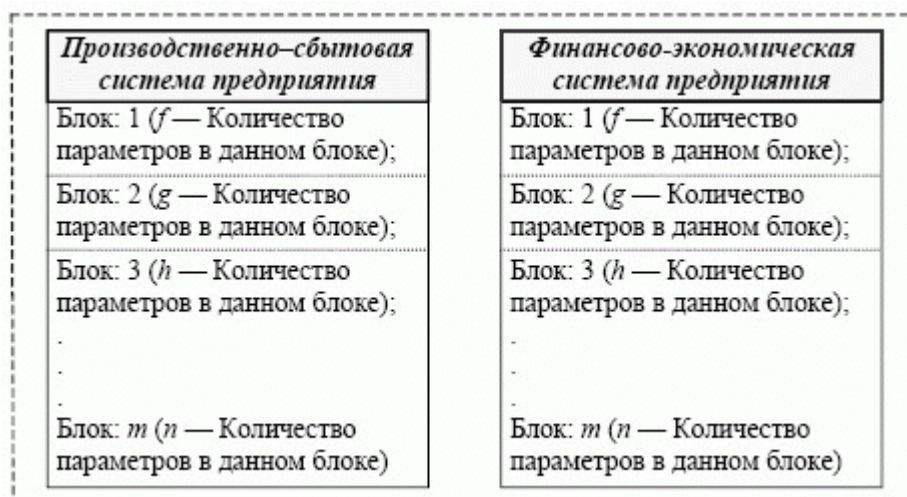 Производственно–сбытовая
система предприятия
Блок: 1 (f — Количество
параметров в данном блоке);
Блок: 2 (g — Количество
параметров в данном блоке);
Блок: 3 (h — Количество
параметров в данном блоке);
.
.
.
Блок: m (n — Количество
параметров в данном блоке)
Финансово-экономическая
система предприятия
Блок: 1 (f — Количество
параметров в данном блоке);
Блок: 2 (g — Количество
параметров в данном блоке);
Блок: 3 (h — Количество
параметров в данном блоке);
.
.
.
Блок: m (n — Количество
параметров в данном блоке)